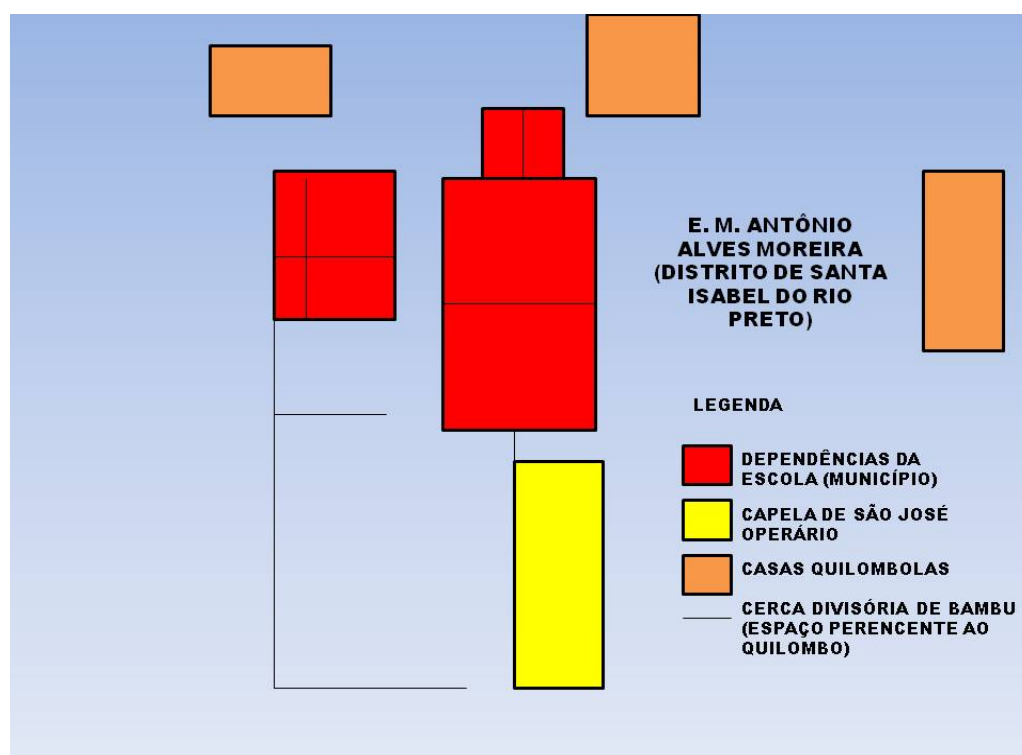 E. M. ANTÔNIO
ALVES MOREIRA
(DISTRITO DE SANTA
ISABEL DO RIO
PRETO)
LEGENDA
DEPENDÊNCIAS DA
ESCOLA (MUNICÍPIO)
CAPELA DE SÃO JOSÉ
OPERÁRIO
CASAS QUILOMBOLAS
CERCA DIVISÓRIA DE BAMBU
(ESPAÇO PERENCENTE AO
QUILOMBO)